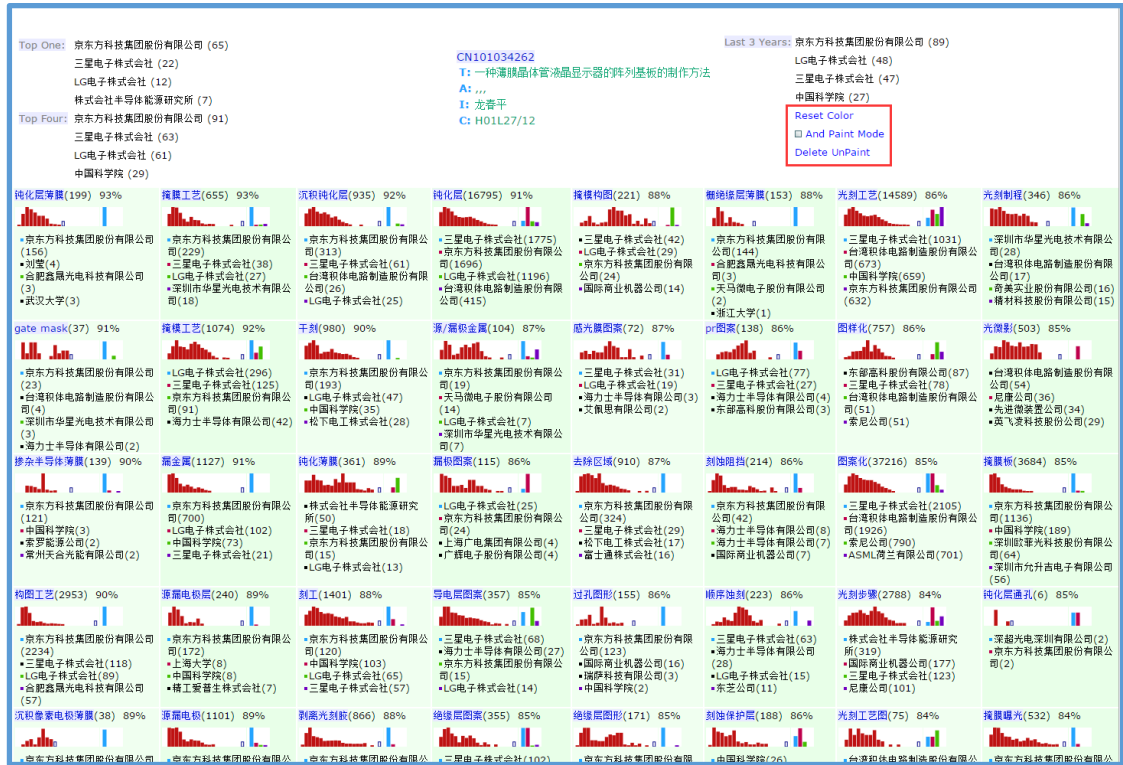 Top One: 京东方科技集团股份有限公司 (65)
三星电子株式会社 (22)
LG电子株式会社 (12)
株式会社半导体能源研究所 (7)
Top Four: 京东方科技集团股份有限公司 (91)
三星电子株式会社 (63)
LG电子株式会社 (61)
中国科学院 (29)
CN101034262
T: 一种薄膜晶体管液晶显示器的阵列基板的制作方法
A: ,,,
I: 龙春平
C: H01L27/12
Last 3 Years: 京东方科技集团股份有限公司 (89)
LG电子株式会社 (48)
三星电子株式会社 (47)
中国科学院 (27)
Reset Color
And Paint Mode
Delete UnPaint
钝化层薄膜(199) 93%
京东方科技集团股份有限公司
(156)
刘莹(4)
合肥鑫晟光电科技有限公司
(3)
武汉大学(3)
掩膜工艺(655) 93%
京东方科技集团股份有限公
司(229)
三星电子株式会社(38)
LG电子株式会社(27)
深圳市华星光电技术有限公
司(18)
沉积钝化层(935) 92%
京东方科技集团股份有限公
司(313)
三星电子株式会社(61)
台湾积体电路制造股份有限
公司(26)
LG电子株式会社(25)
钝化层(16795) 91%
三星电子株式会社(1775)
京东方科技集团股份有限公
司(1696)
LG电子株式会社(1196)
台湾积体电路制造股份有限
公司(415)
掩模构图(221) 88%
三星电子株式会社(42)
LG电子株式会社(29)
京东方科技集团股份有限
公司(24)
国际商业机器公司(14)
栅绝缘层薄膜(153) 88%
京东方科技集团股份有限
公司(144)
合肥鑫晟光电科技有限公
司(3)
天马微电子股份有限公司
(2)
浙江大学(1)
光刻工艺(14589) 86%
三星电子株式会社(1031)
台湾积体电路制造股份有限公
司(673)
中国科学院(659)
京东方科技集团股份有限公司
(632)
光刻制程(346) 86%
深圳市华星光电技术有限公
司(28)
台湾积体电路制造股份有限
公司(17)
奇美实业股份有限公司(16)
精材科技股份有限公司(15)
gate mask(37) 91%
京东方科技集团股份有限公司
(23)
台湾积体电路制造股份有限公
司(4)
深圳市华星光电技术有限公司
(3)
海力士半导体有限公司(2)
掩模工艺(1074) 92%
LG电子株式会社(296)
三星电子株式会社(125)
京东方科技集团股份有限公
司(91)
海力士半导体有限公司(42)
干刻(980) 90%
京东方科技集团股份有限公
司(193)
LG电子株式会社(47)
中国科学院(35)
松下电工株式会社(28)
源/漏极金属(104) 87%
京东方科技集团股份有限公
司(19)
天马微电子股份有限公司
(14)
LG电子株式会社(7)
深圳市华星光电技术有限公
司(7)
感光膜图案(72) 87%
三星电子株式会社(31)
LG电子株式会社(19)
海力士半导体有限公司(3)
艾佩思有限公司(2)
pr图案(138) 86%
LG电子株式会社(77)
三星电子株式会社(27)
海力士半导体有限公司(4)
东部高科股份有限公司(3)
图样化(757) 86%
东部高科股份有限公司(87)
三星电子株式会社(78)
台湾积体电路制造股份有限公
司(51)
索尼公司(51)
光微影(503) 85%
台湾积体电路制造股份有限
公司(54)
尼康公司(36)
先进微装置公司(34)
英飞凌科技股份公司(29)
掺杂半导体薄膜(139) 90%
京东方科技集团股份有限公司
(121)
中国科学院(3)
索罗能源公司(2)
常州天合光能有限公司(2)
漏金属(1127) 91%
京东方科技集团股份有限公
司(700)
LG电子株式会社(102)
中国科学院(73)
三星电子株式会社(21)
钝化薄膜(361) 89%
株式会社半导体能源研究
所(50)
三星电子株式会社(18)
京东方科技集团股份有限公
司(15)
LG电子株式会社(13)
漏极图案(115) 86%
LG电子株式会社(25)
京东方科技集团股份有限公
司(24)
上海广电集团有限公司(4)
广辉电子股份有限公司(4)
去除区域(910) 87%
京东方科技集团股份有限
公司(324)
三星电子株式会社(29)
松下电工株式会社(17)
富士通株式会社(16)
刻蚀阻挡(214) 86%
京东方科技集团股份有限
公司(42)
海力士半导体有限公司(8)
海力士半导体有限公司(7)
国际商业机器公司(7)
图案化(37216) 85%
三星电子株式会社(2105)
台湾积体电路制造股份有限公
司(1926)
索尼公司(790)
ASML荷兰有限公司(701)
掩膜板(3684) 85%
京东方科技集团股份有限公
司(1136)
中国科学院(189)
深圳欧菲光科技股份有限公
司(64)
深圳市允升吉电子有限公司
(56)
构图工艺(2953) 90%
京东方科技集团股份有限公司
(2234)
三星电子株式会社(118)
LG电子株式会社(89)
合肥鑫晟光电科技有限公司
(57)
源漏电极层(240) 89%
京东方科技集团股份有限公
司(172)
上海大学(8)
中国科学院(8)
精工爱普生株式会社(7)
刻工(1401) 88%
京东方科技集团股份有限公
司(120)
中国科学院(103)
LG电子株式会社(65)
三星电子株式会社(57)
导电层图案(357) 85%
三星电子株式会社(68)
海力士半导体有限公司(27)
京东方科技集团股份有限公
司(15)
LG电子株式会社(14)
过孔图形(155) 86%
京东方科技集团股份有限
公司(123)
国际商业机器公司(16)
瑞萨科技有限公司(3)
中国科学院(2)
顺序蚀刻(223) 86%
三星电子株式会社(63)
海力士半导体有限公司
(28)
LG电子株式会社(15)
东芝公司(11)
光刻步骤(2788) 84%
株式会社半导体能源研究
所(319)
国际商业机器公司(177)
三星电子株式会社(123)
尼康公司(101)
钝化层通孔(6) 85%
深超光电深圳有限公司(2)
京东方科技集团股份有限公
司(2)
沉积像素电极薄膜(38) 89%
京东方科技集团股份有限公司
源漏电极(1101) 89%
京东方科技集团股份有限公
剥离光刻胶(866) 88%
京东方科技集团股份有限公
绝缘层图案(355) 85%
三星电子株式会社(102)
绝缘层图形(171) 85%
京东方科技集团股份有限
刻蚀保护层(188) 86%
中国科学院(26)
光刻工艺图(75) 84%
台湾积体电路制造股份有限公
掩膜曝光(532) 84%
京东方科技集团股份有限公